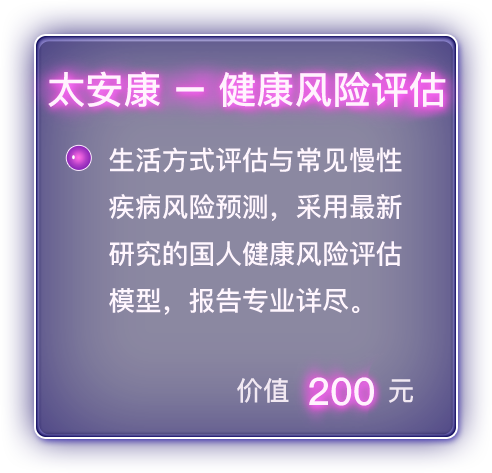 太安康 － 健康风险评估
生活方式评估与常见慢性
疾病风险预测，采用最新
研究的国人健康风险评估
模型，报告专业详尽。
价值 200 元